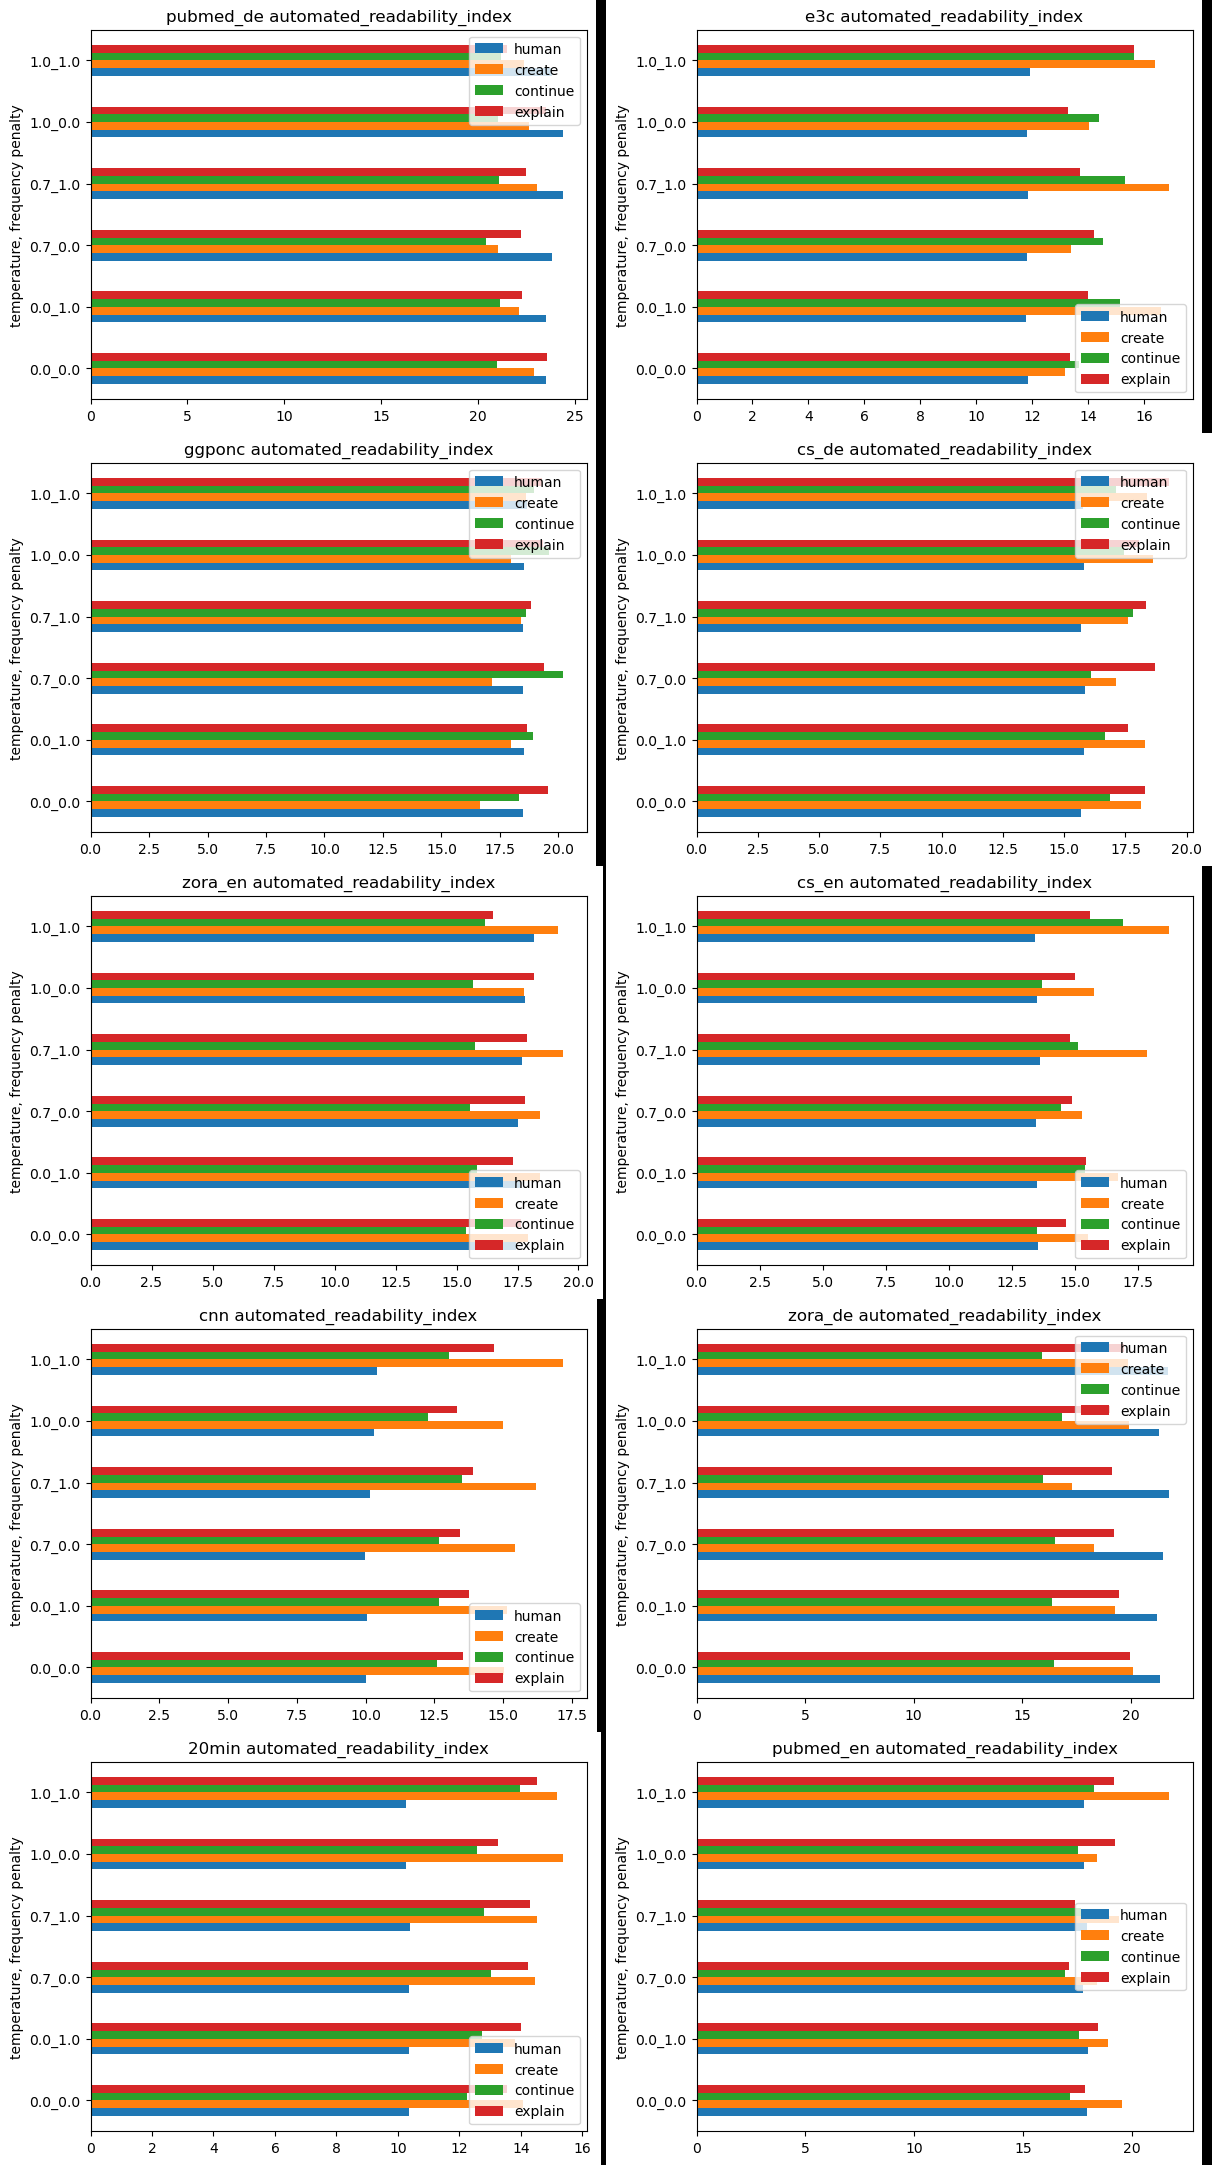 pubmed_de automated_readability_index
temperature, frequency penalty
1.0_1.0
1.0_0.0
0.7_1.0
0.7_0.0
0.0_1.0
0.0_0.0
0 5 10 15 20 25
human
create
continue
explain
e3c automated_readability_index
temperature, frequency penalty
1.0_1.0
1.0_0.0
0.7_1.0
0.7_0.0
0.0_1.0
0.0_0.0
0 2 4 6 8 10 12 14 16
human
create
continue
explain
ggponc automated_readability_index
temperature, frequency penalty
1.0_1.0
1.0_0.0
0.7_1.0
0.7_0.0
0.0_1.0
0.0_0.0
0.0 2.5 5.0 7.5 10.0 12.5 15.0 17.5 20.0
human
create
continue
explain
cs_de automated_readability_index
temperature, frequency penalty
1.0_1.0
1.0_0.0
0.7_1.0
0.7_0.0
0.0_1.0
0.0_0.0
0.0 2.5 5.0 7.5 10.0 12.5 15.0 17.5 20.0
human
create
continue
explain
zora_en automated_readability_index
temperature, frequency penalty
1.0_1.0
1.0_0.0
0.7_1.0
0.7_0.0
0.0_1.0
0.0_0.0
0.0 2.5 5.0 7.5 10.0 12.5 15.0 17.5 20.0
human
create
continue
explain
cs_en automated_readability_index
temperature, frequency penalty
1.0_1.0
1.0_0.0
0.7_1.0
0.7_0.0
0.0_1.0
0.0_0.0
0.0 2.5 5.0 7.5 10.0 12.5 15.0 17.5
human
create
continue
explain
cnn automated_readability_index
temperature, frequency penalty
1.0_1.0
1.0_0.0
0.7_1.0
0.7_0.0
0.0_1.0
0.0_0.0
0.0 2.5 5.0 7.5 10.0 12.5 15.0 17.5
human
create
continue
explain
zora_de automated_readability_index
temperature, frequency penalty
1.0_1.0
1.0_0.0
0.7_1.0
0.7_0.0
0.0_1.0
0.0_0.0
0 5 10 15 20
human
create
continue
explain
20min automated_readability_index
temperature, frequency penalty
1.0_1.0
1.0_0.0
0.7_1.0
0.7_0.0
0.0_1.0
0.0_0.0
0 2 4 6 8 10 12 14 16
human
create
continue
explain
pubmed_en automated_readability_index
temperature, frequency penalty
1.0_1.0
1.0_0.0
0.7_1.0
0.7_0.0
0.0_1.0
0.0_0.0
0 5 10 15 20
human
create
continue
explain